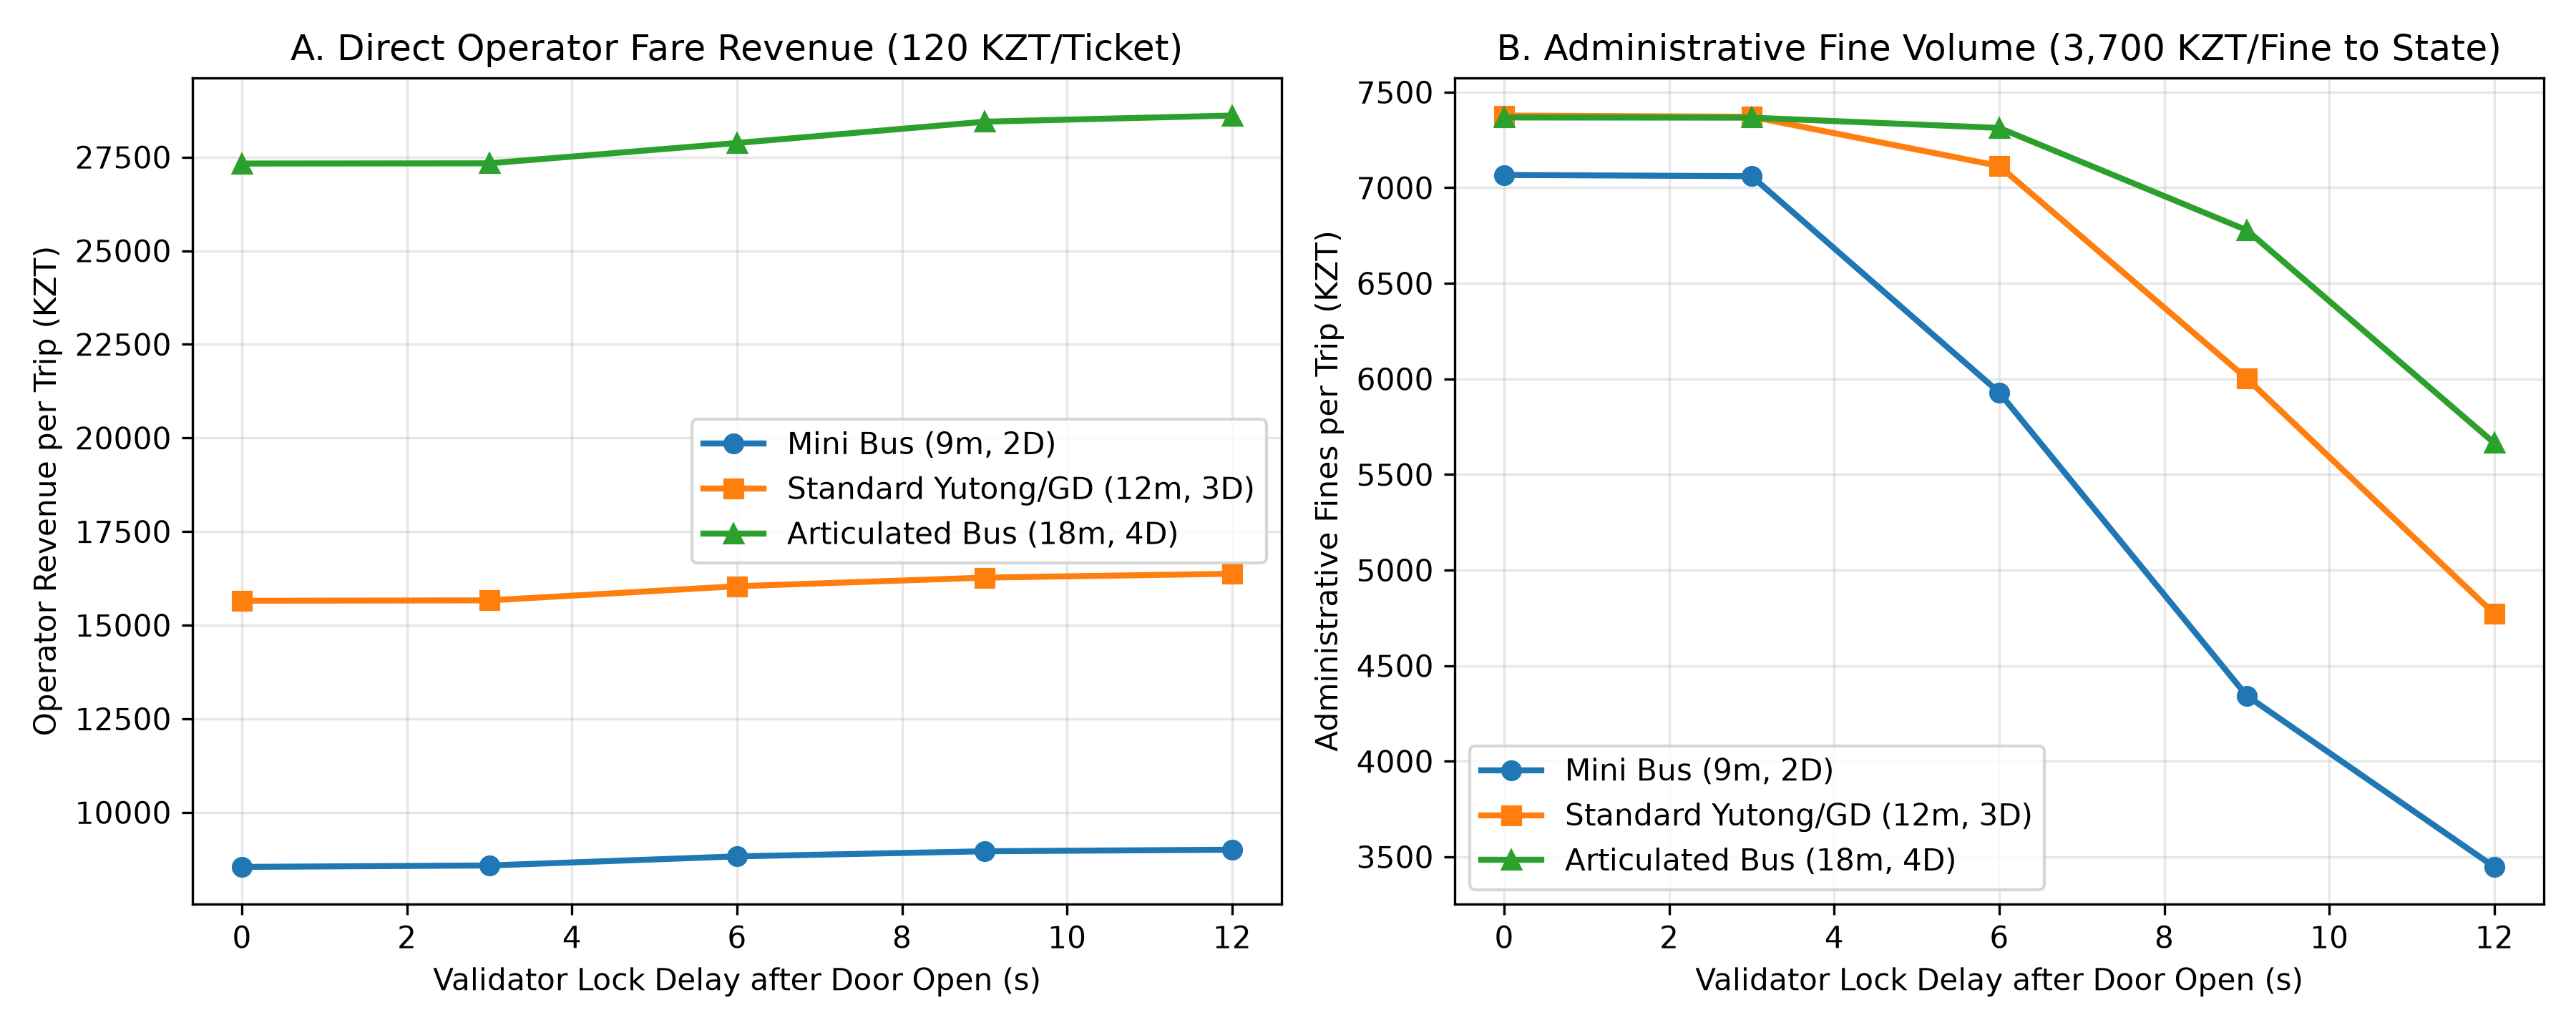 A. Direct Operator Fare Revenue (120 KZT/Ticket)
Operator Revenue per Trip (KZT)
27500
25000
22500
20000
17500
15000
12500
10000
Mini Bus (9m, 2D)
Standard Yutong/GD (12m, 3D)
Articulated Bus (18m, 4D)
0 2 4 6 8 10 12
Validator Lock Delay after Door Open (s)
B. Administrative Fine Volume (3,700 KZT/Fine to State)
Administrative Fines per Trip (KZT)
7500
7000
6500
6000
5500
5000
4500
4000
3500
Mini Bus (9m, 2D)
Standard Yutong/GD (12m, 3D)
Articulated Bus (18m, 4D)
0 2 4 6 8 10 12
Validator Lock Delay after Door Open (s)